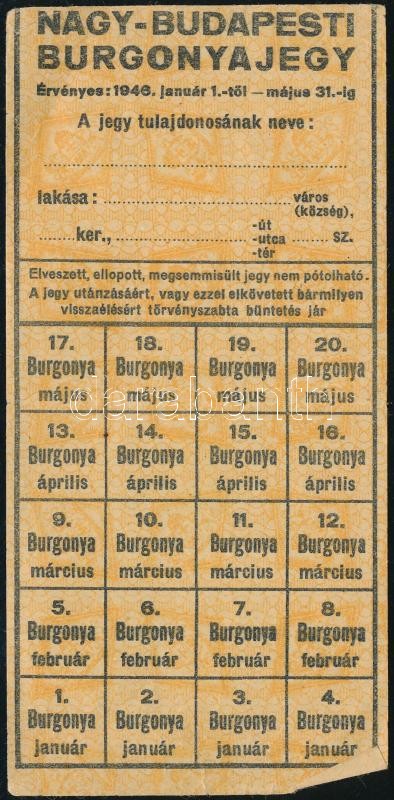 NAGY-BUDAPESTI
BURGONYAJEGY
Érvényes: 1946. január 1.-től — május 31.-ig
A jegy tulajdonosának neve:
lakása: város
(község),
ker., -út
-utca sz.
-tér
Elveszett, ellopott, megsemmisült jegy nem pótolható.
A jegy utánzásáért, vagy ezzel elkövetett bármilyen
visszaélésért törvényszabta büntetés jár
17. 18. 19. 20.
Burgonya Burgonya Burgonya Burgonya
május május május május
darabanth
13. 14. 15. 16.
Burgonya Burgonya Burgonya Burgonya
április április április április
9. 10. 11. 12.
Burgonya Burgonya Burgonya Burgonya
március március március március
5. 6. 7. 8.
Burgonya Burgonya Burgonya Burgonya
február február február február
1. 2. 3. 4.
Burgonya Burgonya Burgonya Burgonya
január január január január